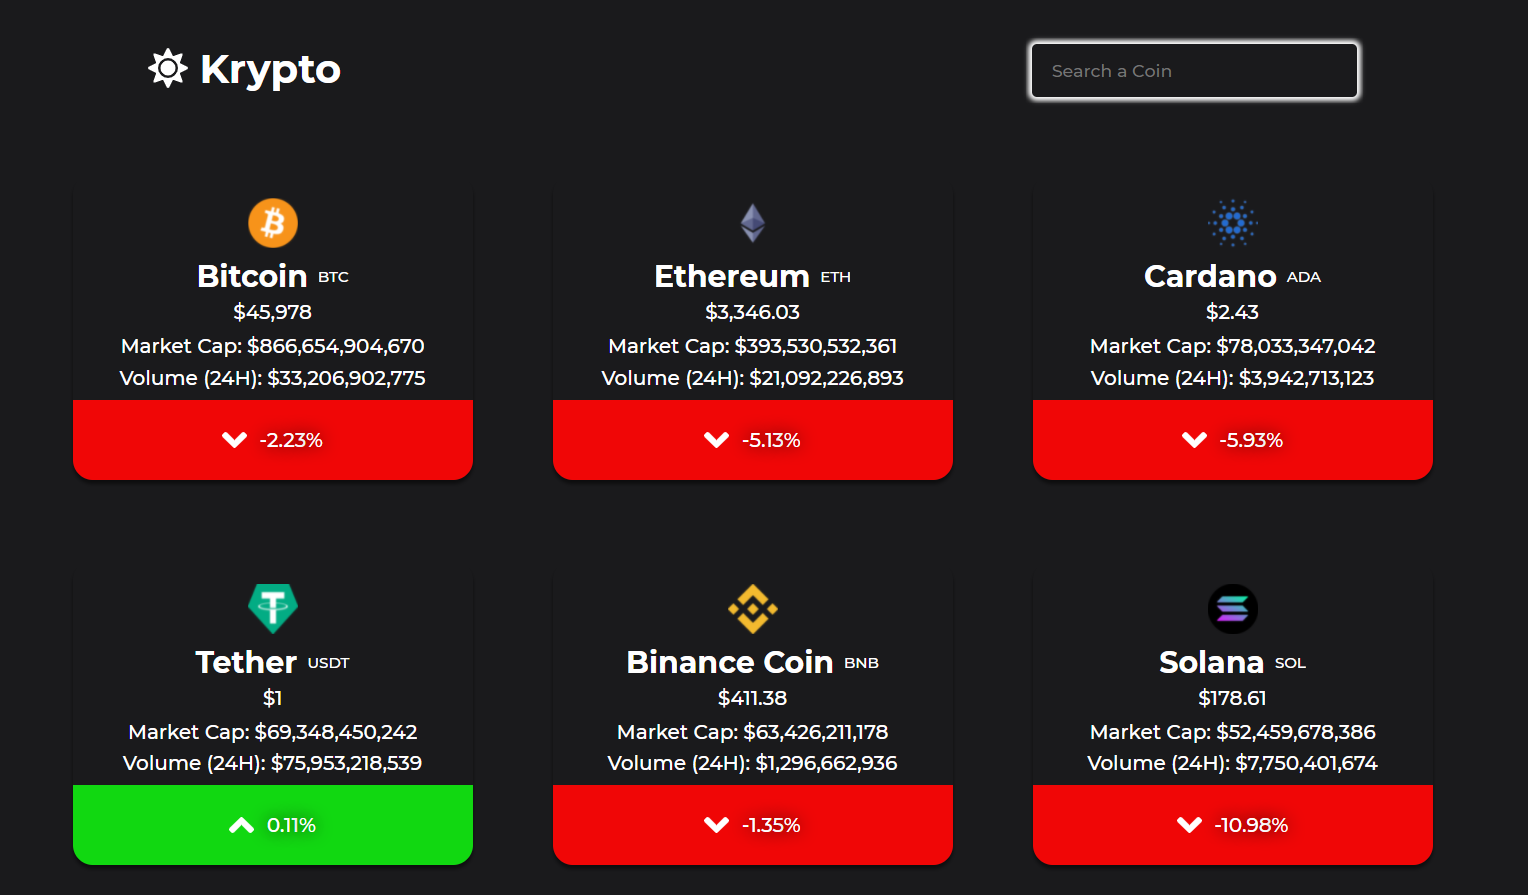 Krypto
Search a Coin
Bitcoin BTC
$45,978
Market Cap: $866,654,904,670
Volume (24H): $33,206,902,775
-2.23%
Ethereum ETH
$3,346.03
Market Cap: $393,530,532,361
Volume (24H): $21,092,226,893
-5.13%
Cardano ADA
$2.43
Market Cap: $78,033,347,042
Volume (24H): $3,942,713,123
-5.93%
Tether USDT
$1
Market Cap: $69,348,450,242
Volume (24H): $75,953,218,539
0.11%
Binance Coin BNB
$411.38
Market Cap: $63,426,211,178
Volume (24H): $1,296,662,936
-1.35%
Solana SOL
$178.61
Market Cap: $52,459,678,386
Volume (24H): $7,750,401,674
-10.98%